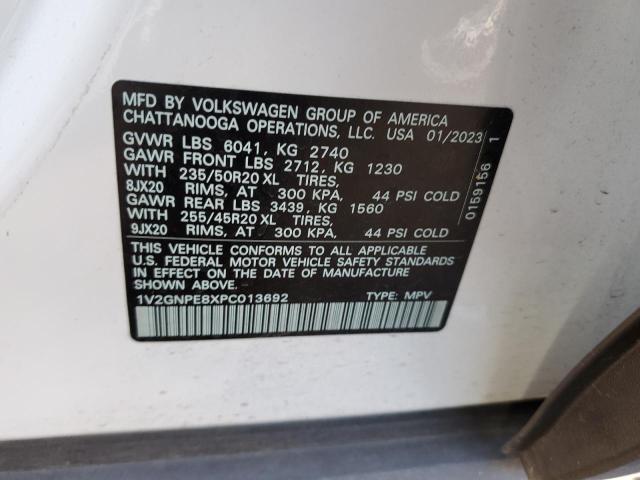 MFD BY VOLKSWAGEN GROUP OF AMERICA
CHATTANOOGA OPERATIONS, LLC. USA 01/2023
GVWR LBS 6041, KG 2740
GAWR FRONT LBS 2712, KG 1230
WITH 235/50R20 XL TIRES,
8JX20 RIMS, AT 300 KPA, 44 PSI COLD
GAWR REAR LBS 3439, KG 1560
WITH 255/45R20 XL TIRES,
9JX20 RIMS, AT 300 KPA, 44 PSI COLD
THIS VEHICLE CONFORMS TO ALL APPLICABLE
U.S. FEDERAL MOTOR VEHICLE SAFETY STANDARDS
IN EFFECT ON THE DATE OF MANUFACTURE
SHOWN ABOVE.
1V2GNPE8XPC013692 TYPE: MPV
0159156 1